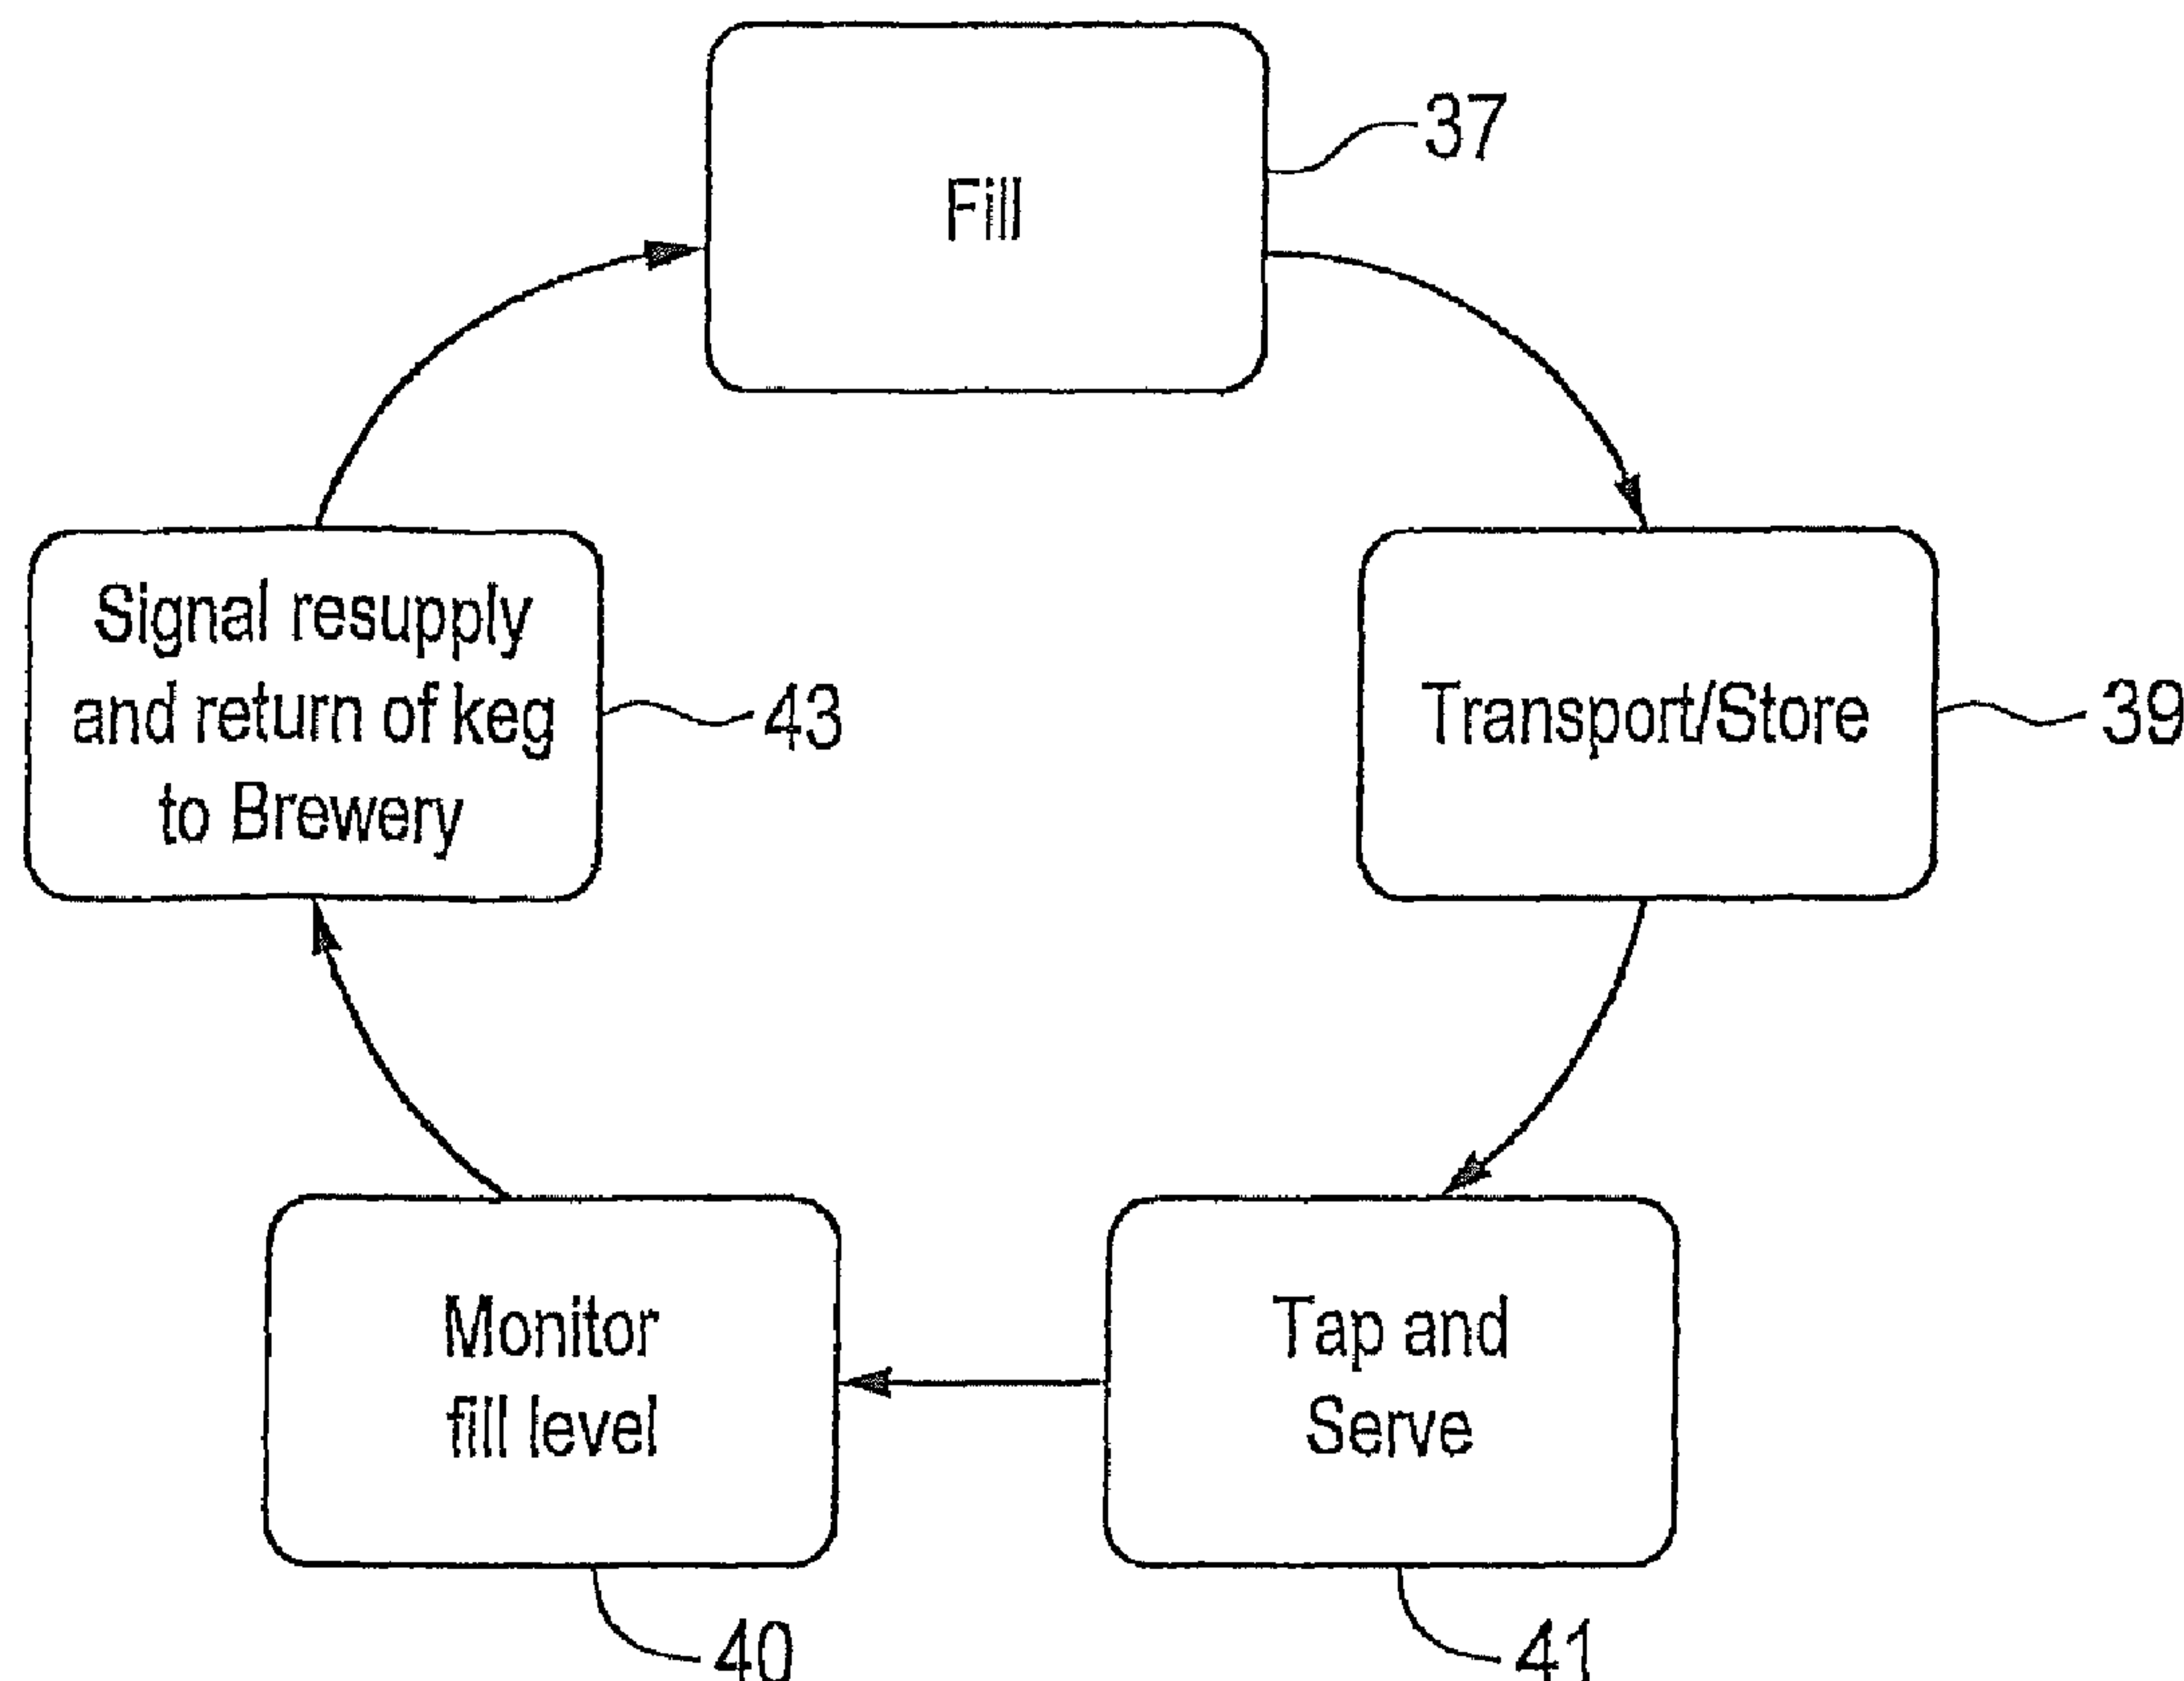 Fill
37
Signal resupply
and return of keg
to Brewery
43
Transport/Store
39
Monitor
fill level
40
Tap and
Serve
41